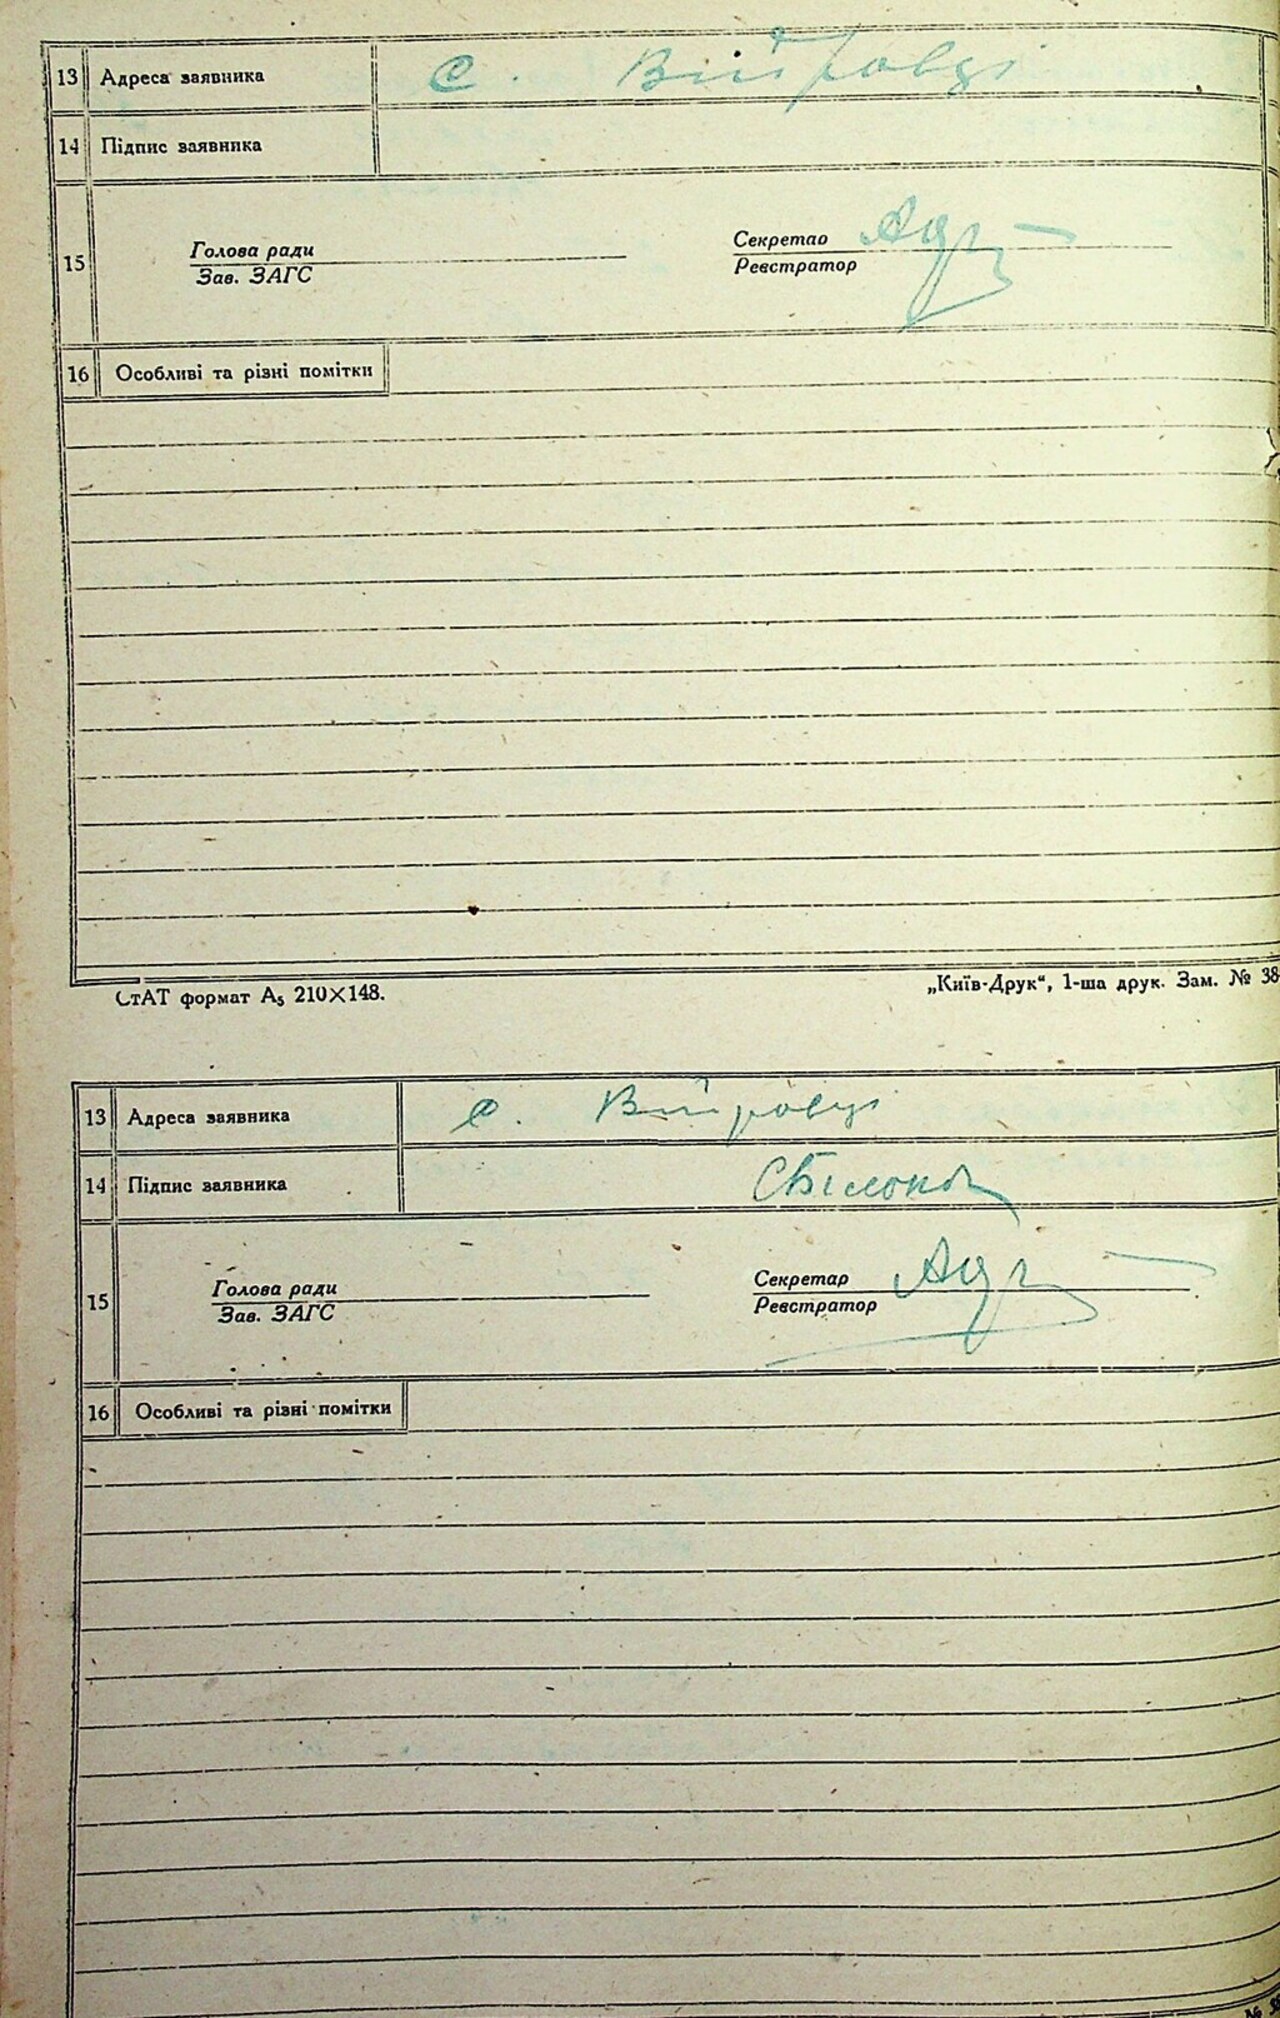 13 Адреса заявника с. Війтровці
14 Підпис заявника
Секретар
15 Голова ради
Реєстратор
Зав. ЗАГС
16 Особливі та різні помітки
СтАТ формат А5 210×148. „Київ-Друк“, 1-ша друк. Зам. № 38
13 Адреса заявника с.
14 Підпис заявника
Секретар
15 Голова ради
Реєстратор
Зав. ЗАГС
16 Особливі та різні помітки